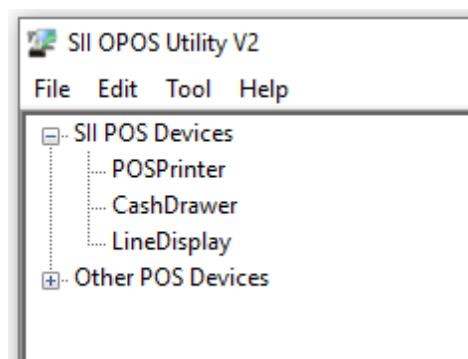 SII OPOS Utility V2
File Edit Tool Help
SII POS Devices
POSPrinter
CashDrawer
LineDisplay
Other POS Devices